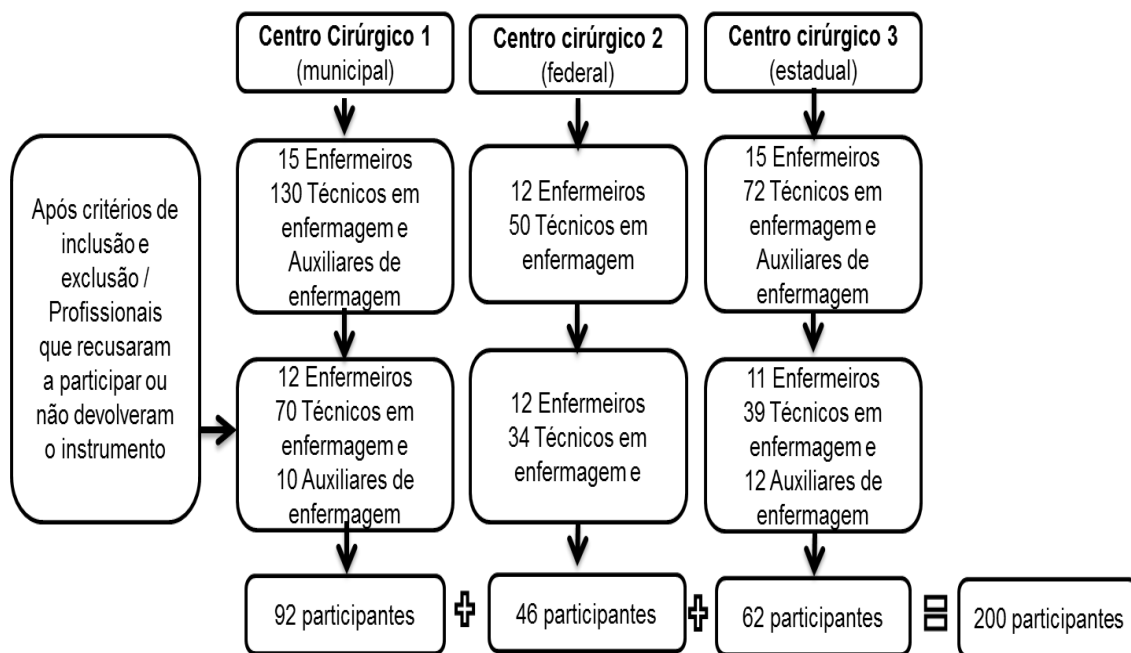 Centro Cirúrgico 1
(municipal)
Centro cirúrgico 2
(federal)
Centro cirúrgico 3
(estadual)
15 Enfermeiros
130 Técnicos em
enfermagem e
Auxiliares de
enfermagem
12 Enfermeiros
50 Técnicos em
enfermagem
15 Enfermeiros
72 Técnicos em
enfermagem e
Auxiliares de
enfermagem
Após critérios de
inclusão e
exclusão /
Profissionais
que recusaram
a participar ou
não devolveram
o instrumento
12 Enfermeiros
70 Técnicos em
enfermagem e
10 Auxiliares de
enfermagem
12 Enfermeiros
34 Técnicos em
enfermagem e
11 Enfermeiros
39 Técnicos em
enfermagem e
12 Auxiliares de
enfermagem
92 participantes
46 participantes
62 participantes
200 participantes